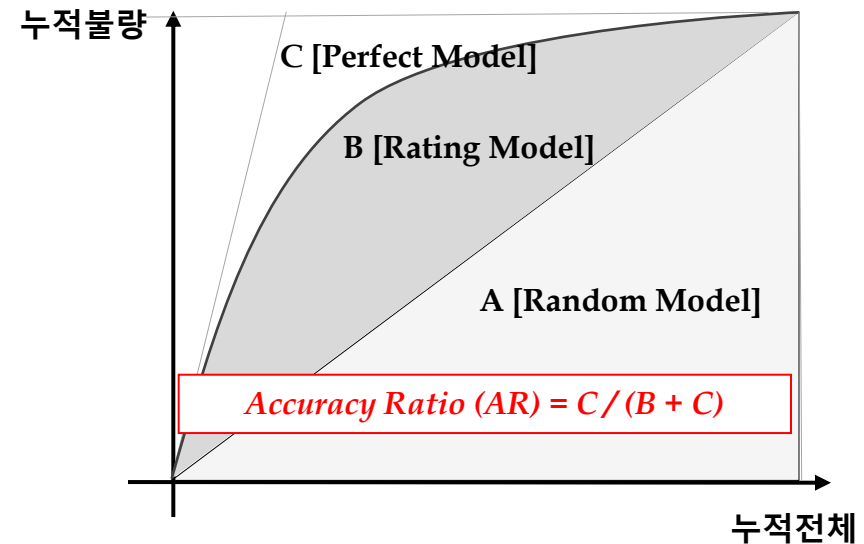 누적불량
C [Perfect Model]
B [Rating Model]
A [Random Model]
Accuracy Ratio (AR) = C / (B + C)
누적전체